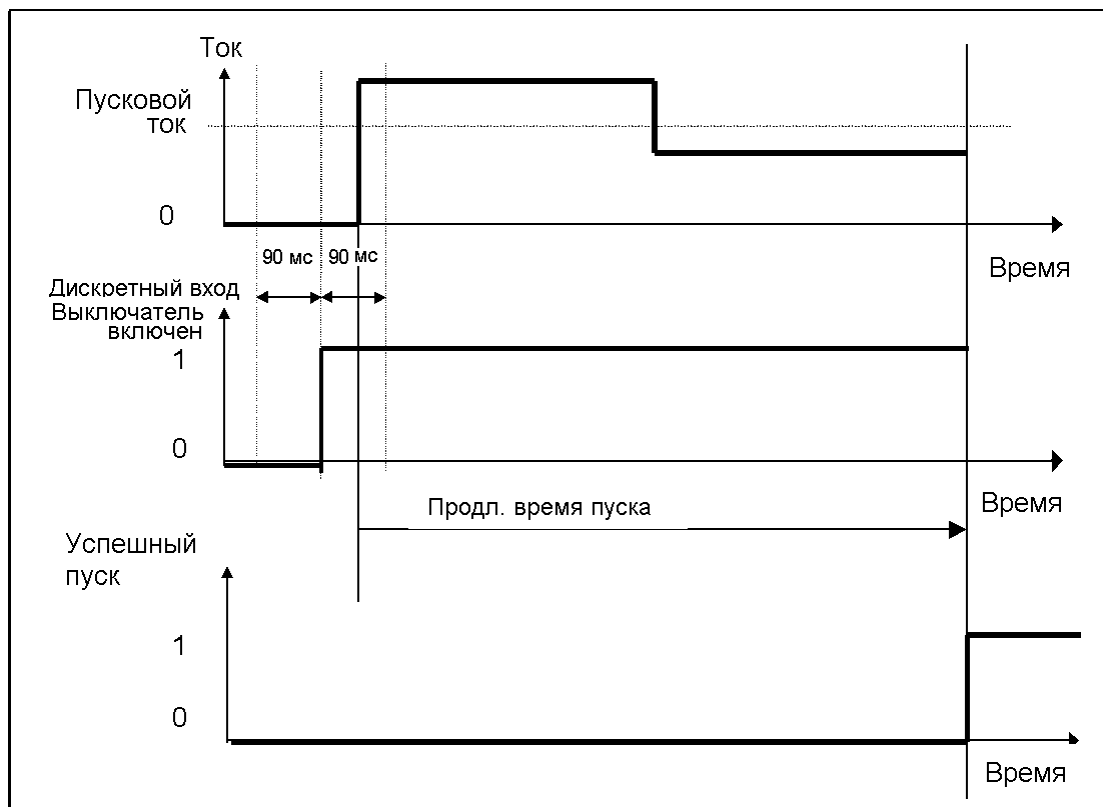 Ток
Пусковой
ток
0
90 мс
90 мс
Время
Дискретный вход
Выключатель
включен
1
0
Время
Продл. время пуска
Успешный
пуск
1
0
Время